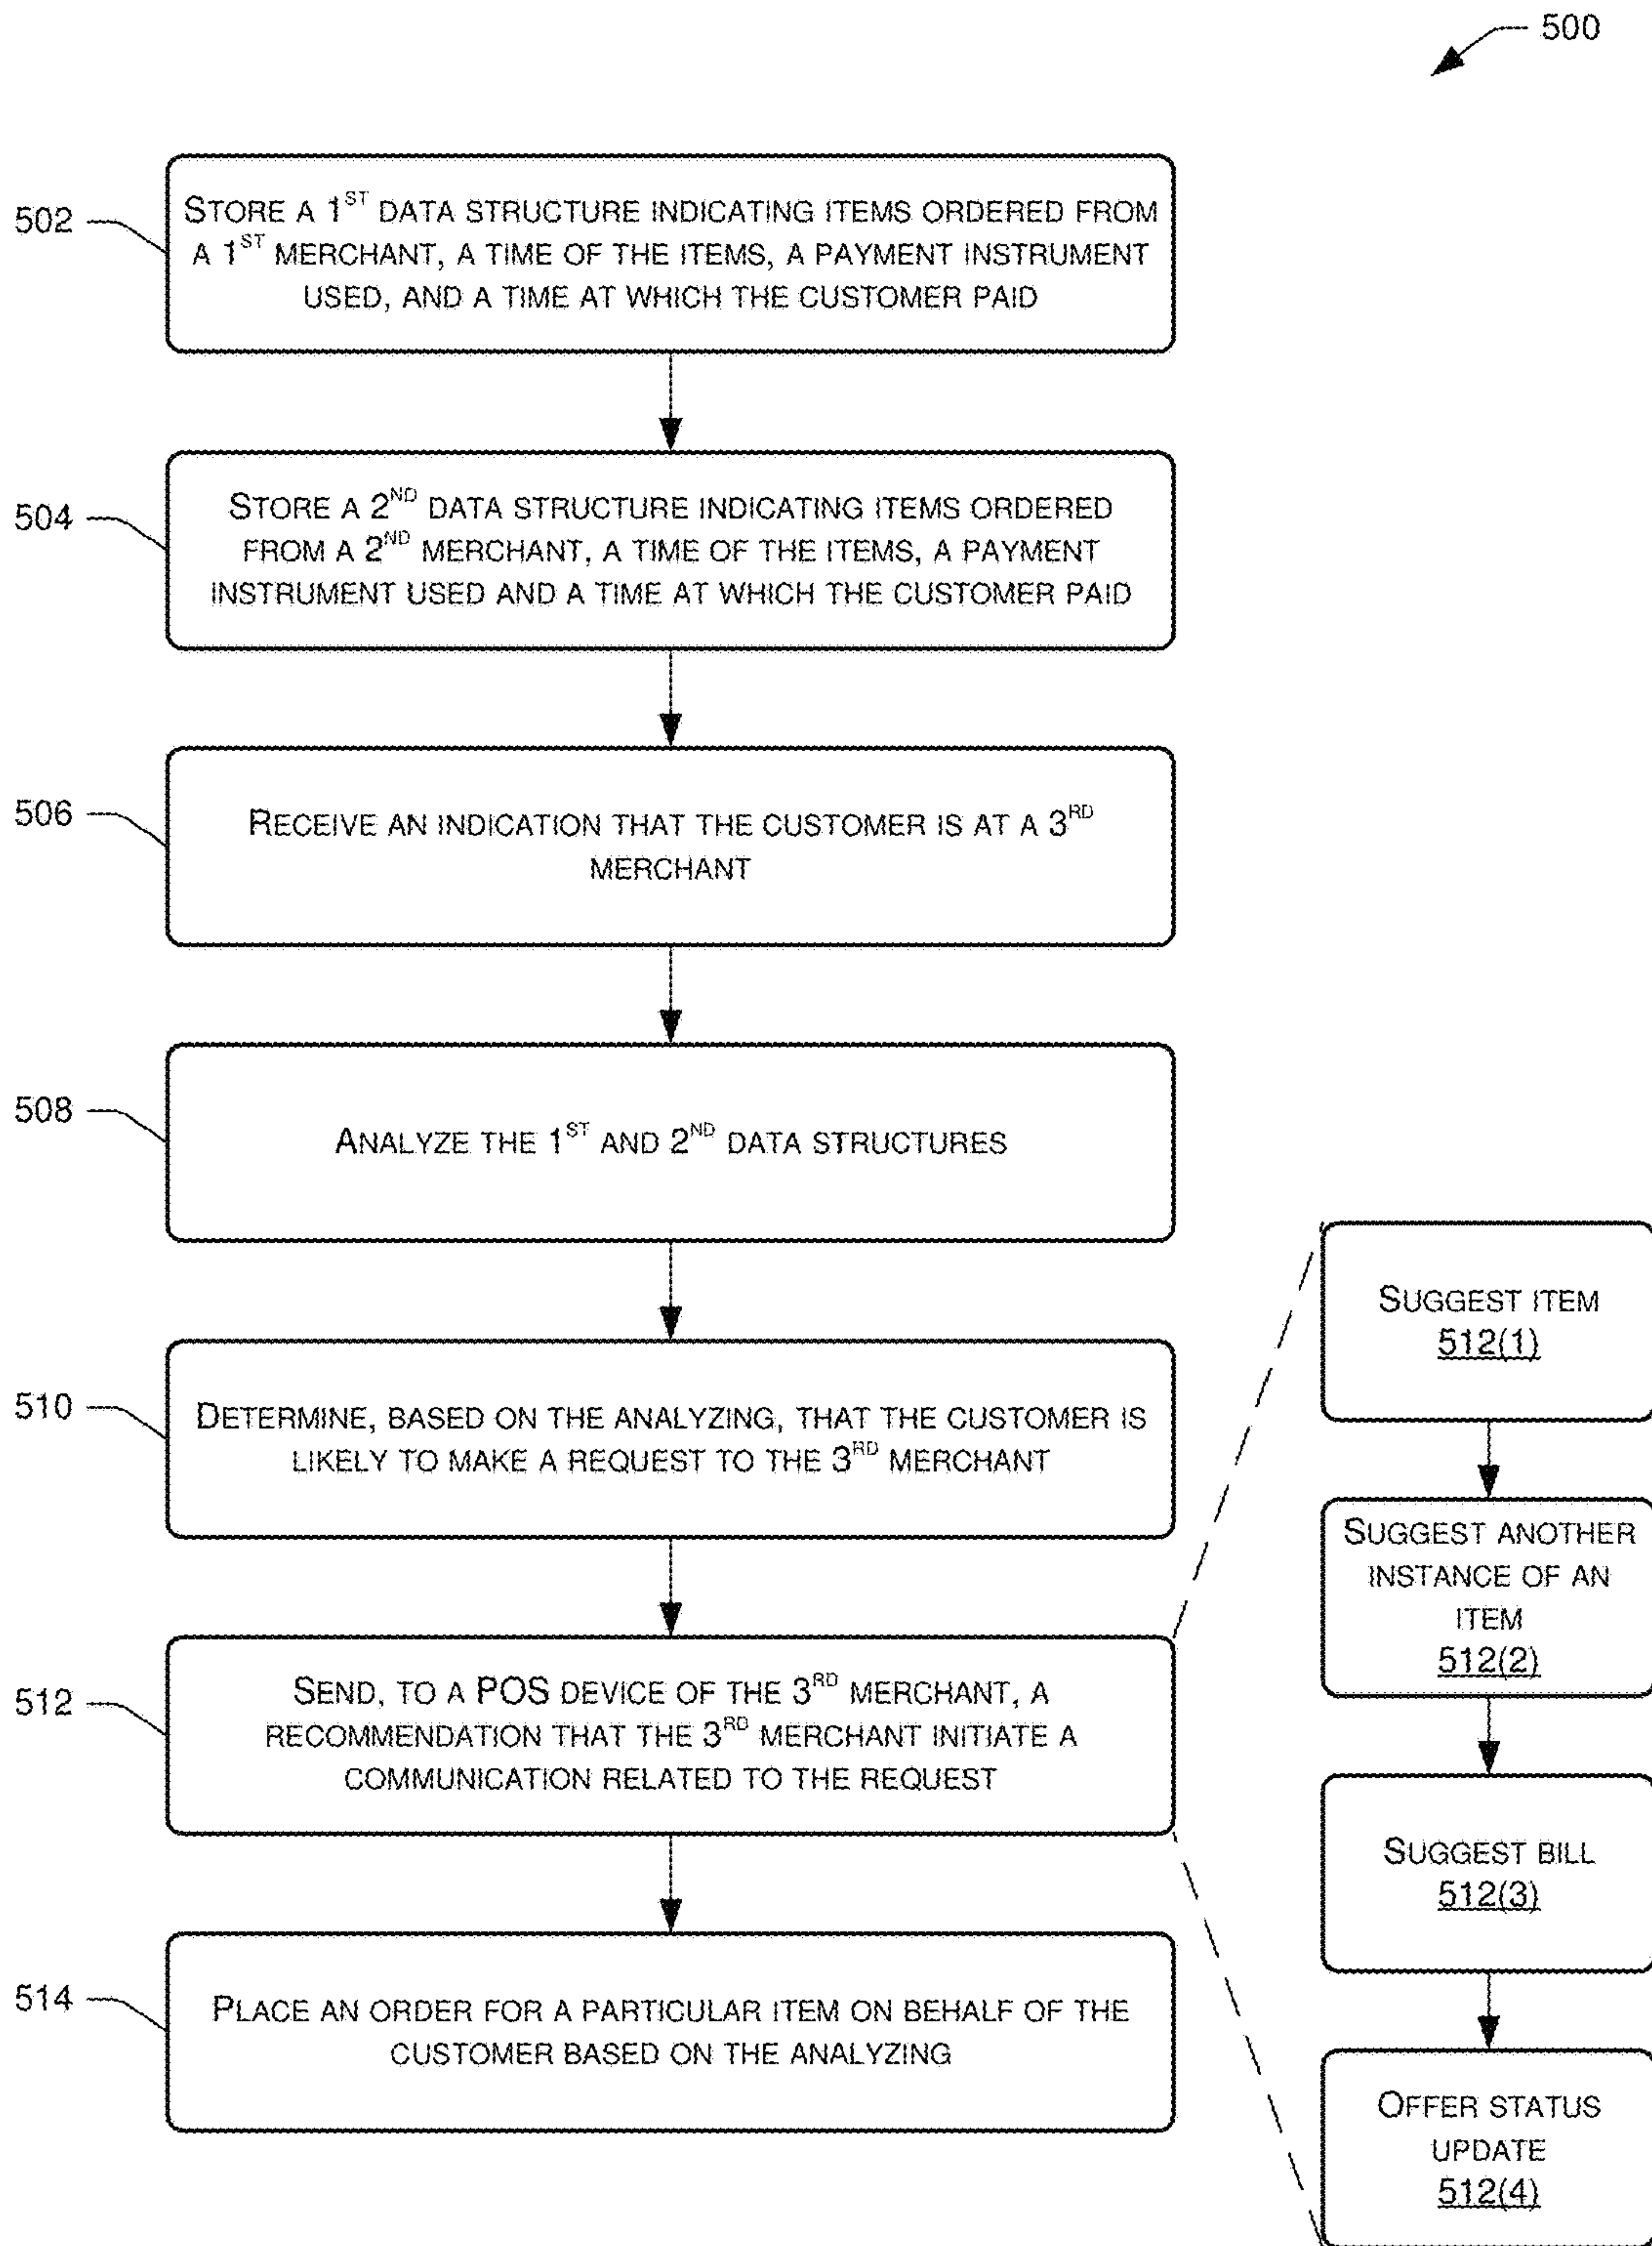 500
502
STORE A 1ST DATA STRUCTURE INDICATING ITEMS ORDERED FROM
A 1ST MERCHANT, A TIME OF THE ITEMS, A PAYMENT INSTRUMENT
USED, AND A TIME AT WHICH THE CUSTOMER PAID
504
STORE A 2ND DATA STRUCTURE INDICATING ITEMS ORDERED
FROM A 2ND MERCHANT, A TIME OF THE ITEMS, A PAYMENT
INSTRUMENT USED AND A TIME AT WHICH THE CUSTOMER PAID
506
RECEIVE AN INDICATION THAT THE CUSTOMER IS AT A 3RD
MERCHANT
508
ANALYZE THE 1ST AND 2ND DATA STRUCTURES
510
DETERMINE, BASED ON THE ANALYZING, THAT THE CUSTOMER IS
LIKELY TO MAKE A REQUEST TO THE 3RD MERCHANT
512
SEND, TO A POS DEVICE OF THE 3RD MERCHANT, A
RECOMMENDATION THAT THE 3RD MERCHANT INITIATE A
COMMUNICATION RELATED TO THE REQUEST
514
PLACE AN ORDER FOR A PARTICULAR ITEM ON BEHALF OF THE
CUSTOMER BASED ON THE ANALYZING
SUGGEST ITEM
512(1)
SUGGEST ANOTHER
INSTANCE OF AN
ITEM
512(2)
SUGGEST BILL
512(3)
OFFER STATUS
UPDATE
512(4)